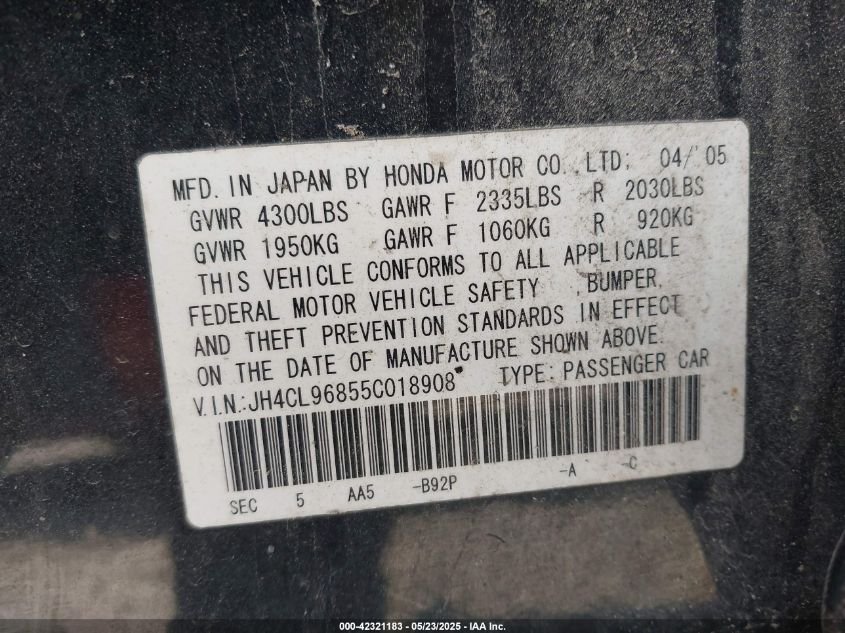 MFD. IN JAPAN BY HONDA MOTOR CO.,LTD. 04/'05
GVWR 4300LBS GAWR F 2335LBS R 2030LBS
GVWR 1950KG GAWR F 1060KG R 920KG
THIS VEHICLE CONFORMS TO ALL APPLICABLE
FEDERAL MOTOR VEHICLE SAFETY ,BUMPER,
AND THEFT PREVENTION STANDARDS IN EFFECT
ON THE DATE OF MANUFACTURE SHOWN ABOVE.
V.I.N.:JH4CL96855C018908 TYPE:PASSENGER CAR
SEC 5 AA5 -B92P -A -C
000-42321183 - 05/23/2025 - IAA Inc.